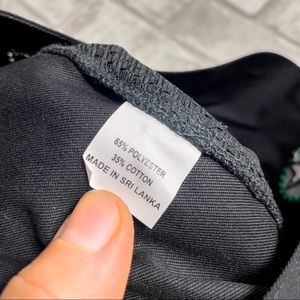 65% POLYESTER
35% COTTON
MADE IN SRI LANKA